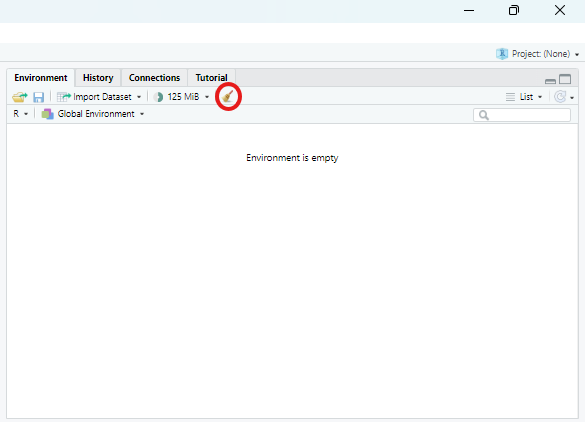 Project: (None)
Environment History Connections Tutorial
Import Dataset 125 MiB List
R Global Environment
Environment is empty